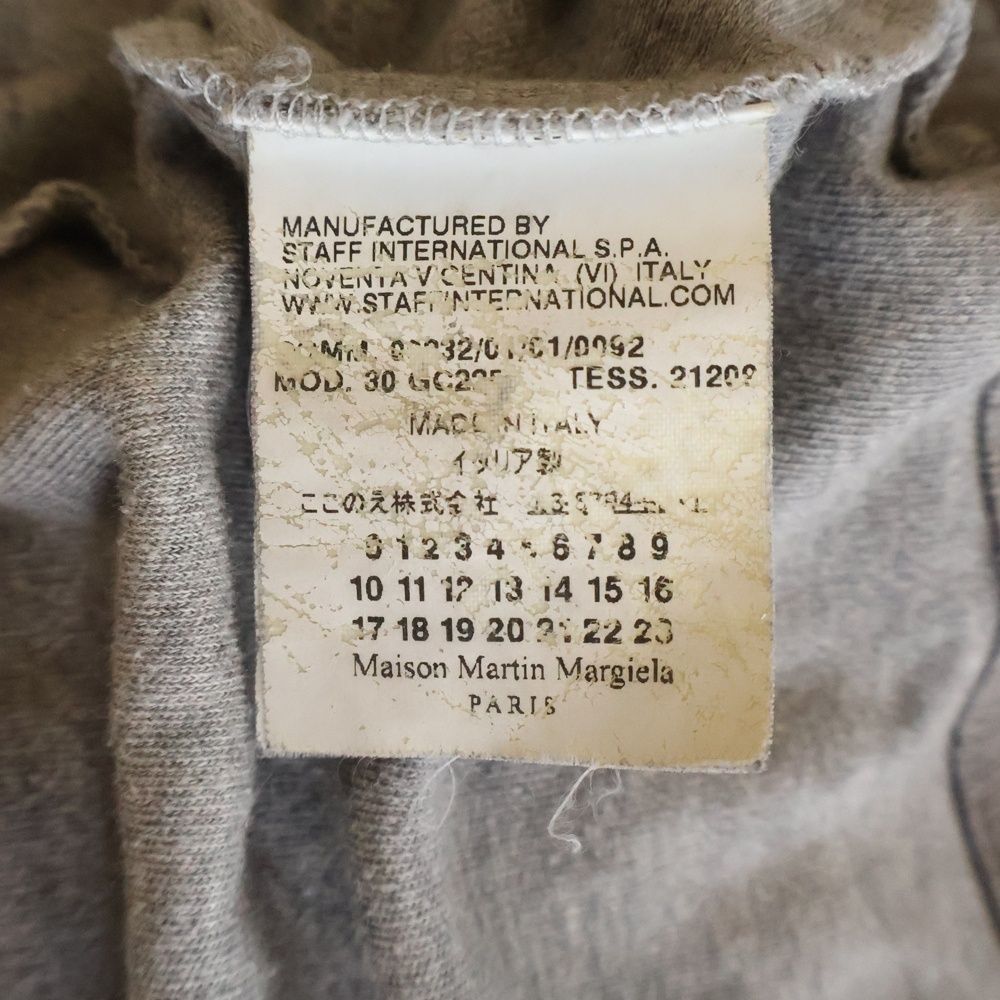 MANUFACTURED BY
STAFF INTERNATIONAL S.P.A.
NOVENTA VICENTINA (VI) ITALY
WWW.STAFFINTERNATIONAL.COM
MOD. 30 TESS.
MADE IN ITALY
イタリア製
ここのえ株式会社
0 1 2 3 4 6 7 8 9
10 11 12 13 14 15 16
17 18 19 20 21 22 23
Maison Martin Margiela
PARIS